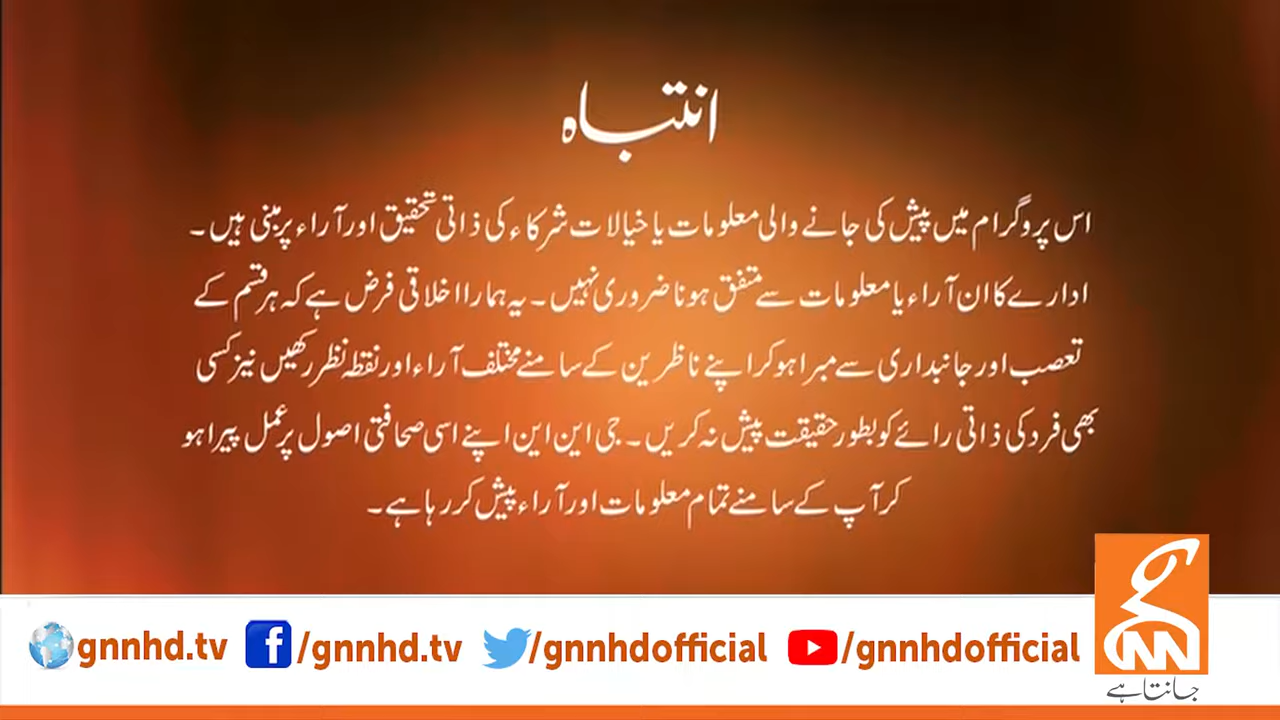 انتباہ
اس پروگرام میں پیش کی جانے والی معلومات یا خیالات شرکاء کی ذاتی تحقیق اور آراء پر مبنی ہیں۔
ادارے کا ان آراء یا معلومات سے متفق ہونا ضروری نہیں۔ یہ ہمارا اخلاقی فرض ہے کہ ہر قسم کے
تعصب اور جانبداری سے مبرا ہو کر اپنے ناظرین کے سامنے مختلف آراء اور نقطہ نظر رکھیں نیز کسی
بھی فرد کی ذاتی رائے کو بطور حقیقت پیش نہ کریں۔ جی این این اپنے اسی صحافتی اصول پر عمل پیرا ہو
کر آپ کے سامنے تمام معلومات اور آراء پیش کر رہا ہے۔
gnnhd.tv /gnnhd.tv /gnnhdofficial /gnnhdofficial
GNN
جانتا ہے